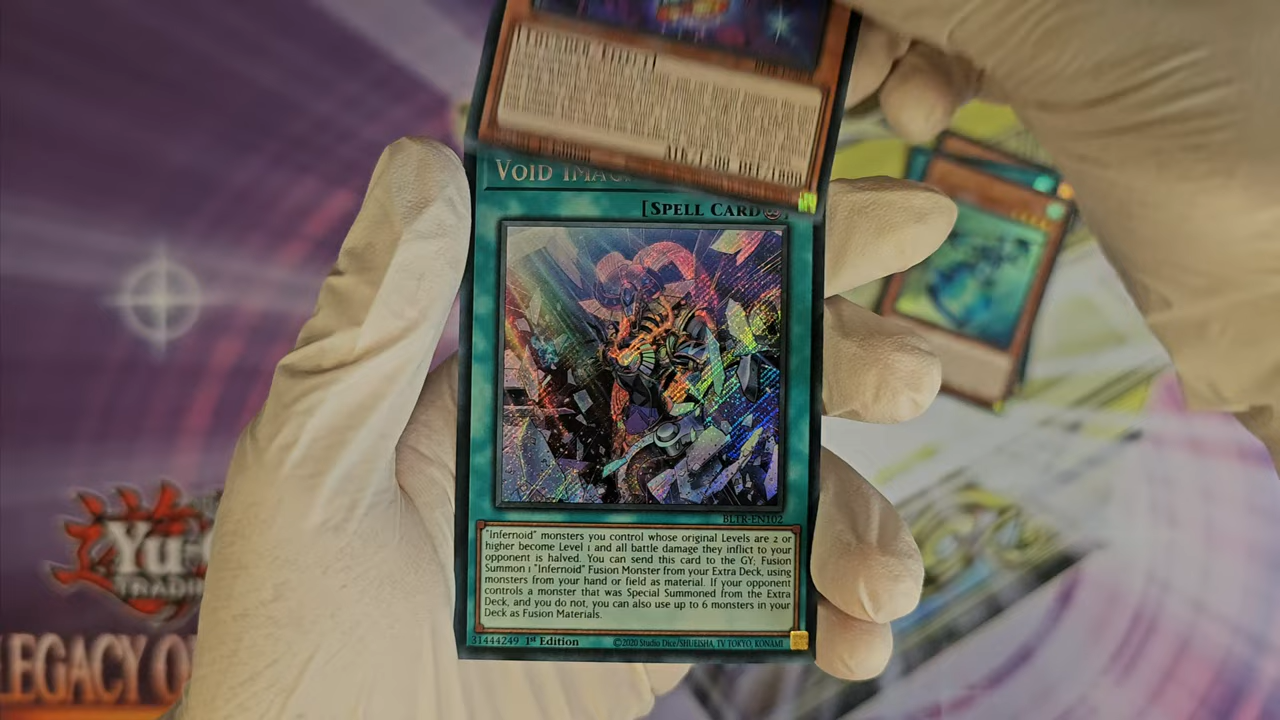 VOID IMAG
[SPELL CARD]
BLTR-EN102
"Infernoid" monsters you control whose original Levels are 2 or
higher become Level 1 and all battle damage they inflict to your
opponent is halved. You can send this card to the GY; Fusion
Summon 1 "Infernoid" Fusion Monster from your Extra Deck, using
monsters from your hand or field as material. If your opponent
controls a monster that was Special Summoned from the Extra
Deck, and you do not, you can also use up to 6 monsters in your
Deck as Fusion Materials.
31444249 1st Edition ©2020 Studio Dice/SHUEISHA, TV TOKYO, KONAMI
Yu-G
TRADIN
LEGACY O